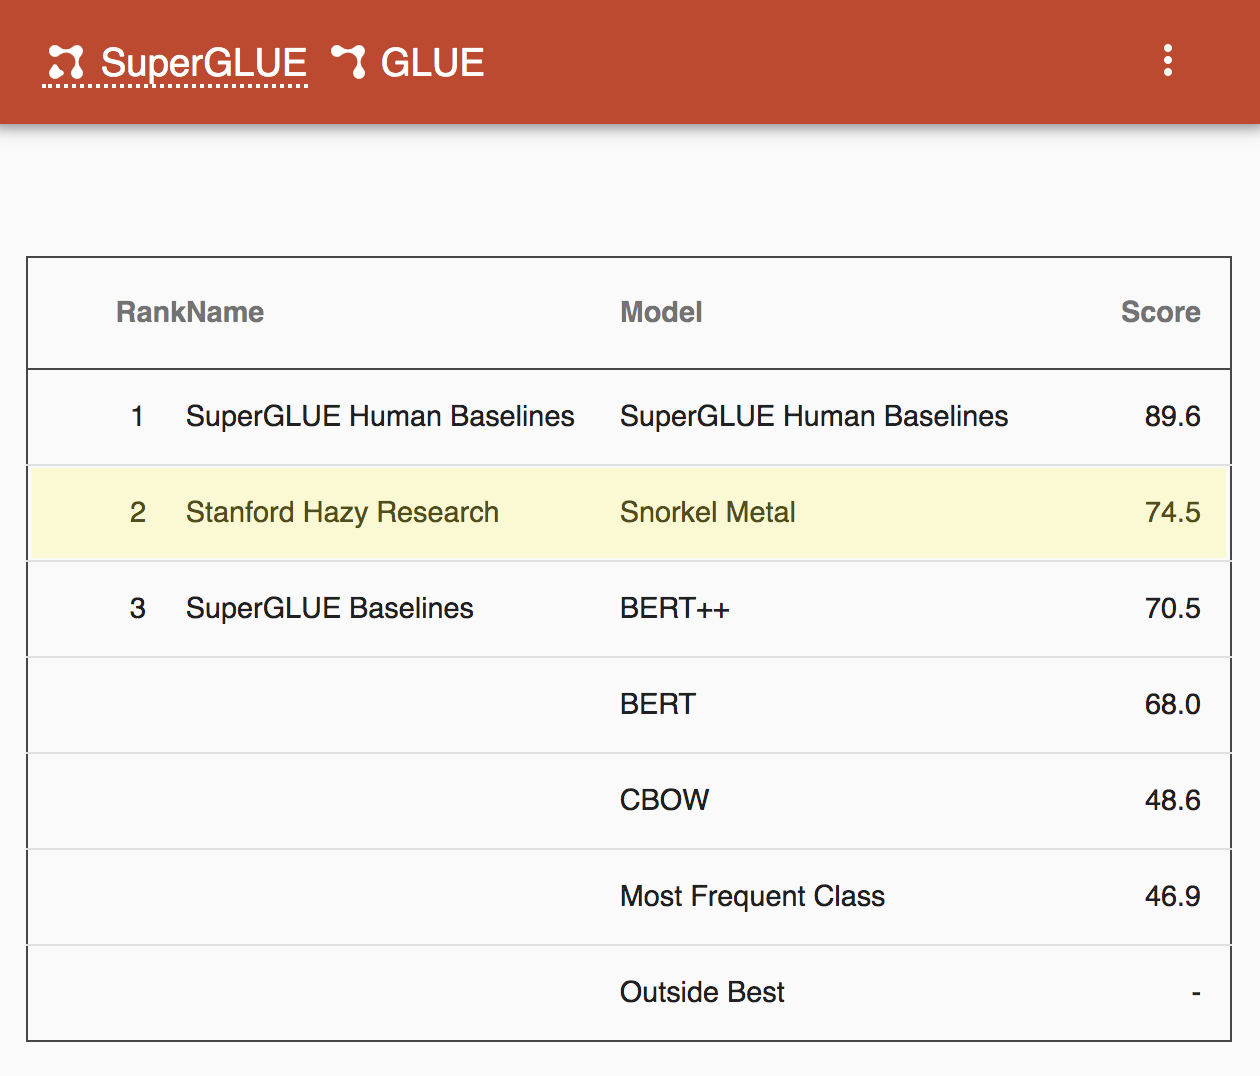 SuperGLUE GLUE
Rank Name Model Score
1 SuperGLUE Human Baselines SuperGLUE Human Baselines 89.6
2 Stanford Hazy Research Snorkel Metal 74.5
3 SuperGLUE Baselines BERT++ 70.5
BERT 68.0
CBOW 48.6
Most Frequent Class 46.9
Outside Best -